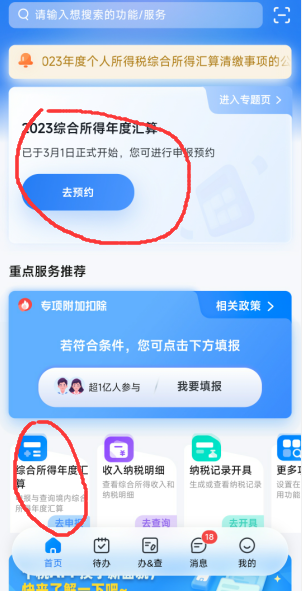 请输入想搜索的功能/服务
023年度个人所得税综合所得汇算清缴事项的公
进入专题页 >
2023综合所得年度汇算
已于3月1日正式开始，您可进行申报预约
去预约
重点服务推荐
专项附加扣除
相关政策 >
若符合条件，您可点击下方填报
超1亿人参与 / 我要填报
综合所得年度汇
算
申报与查询境内综合
所得年度汇算
去申报
收入纳税明细
查看综合所得收入和
纳税明细
去查询
纳税记录开具
生成或查看纳税记录
去开具
更多
设置在
用功能
首页
待办
办&查
18
消息
我的
快来了解一下吧~